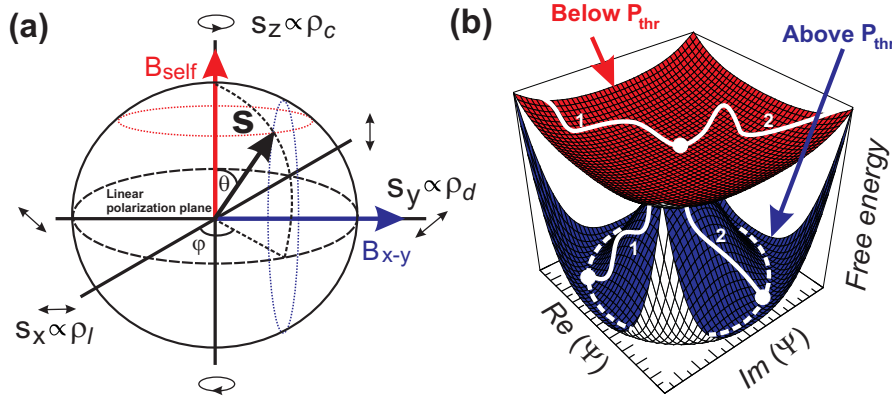 (a)
s_z∝ρ_c
B_self
s
θ
Linear
polarization plane
s_y∝ρ_d
φ
B_x-y
s_x∝ρ_l
(b)
Below P_thr
Above P_thr
1
2
1
2
Free energy
Re (Ψ)
Im (Ψ)